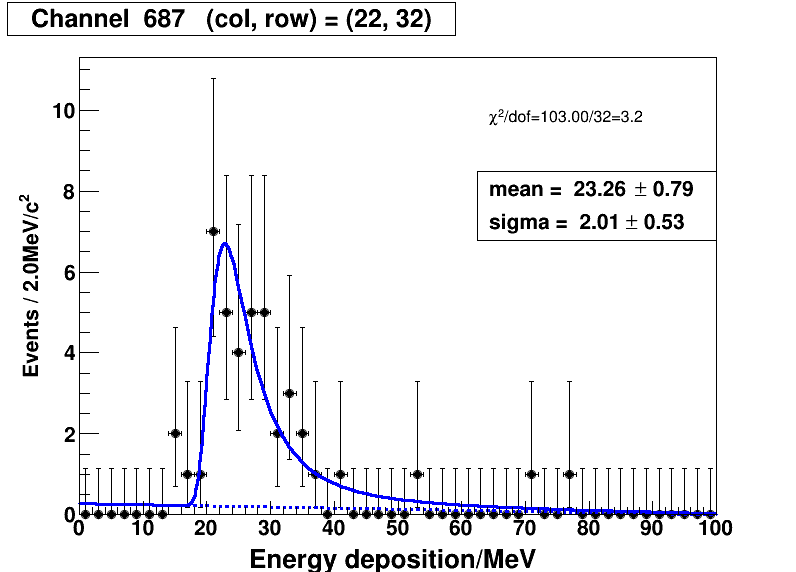 Channel 687 (col, row) = (22, 32)
χ²/dof=103.00/32=3.2
mean = 23.26 ± 0.79
sigma = 2.01 ± 0.53
Events / 2.0MeV/c²
10
8
6
4
2
0
0 10 20 30 40 50 60 70 80 90 100
Energy deposition/MeV